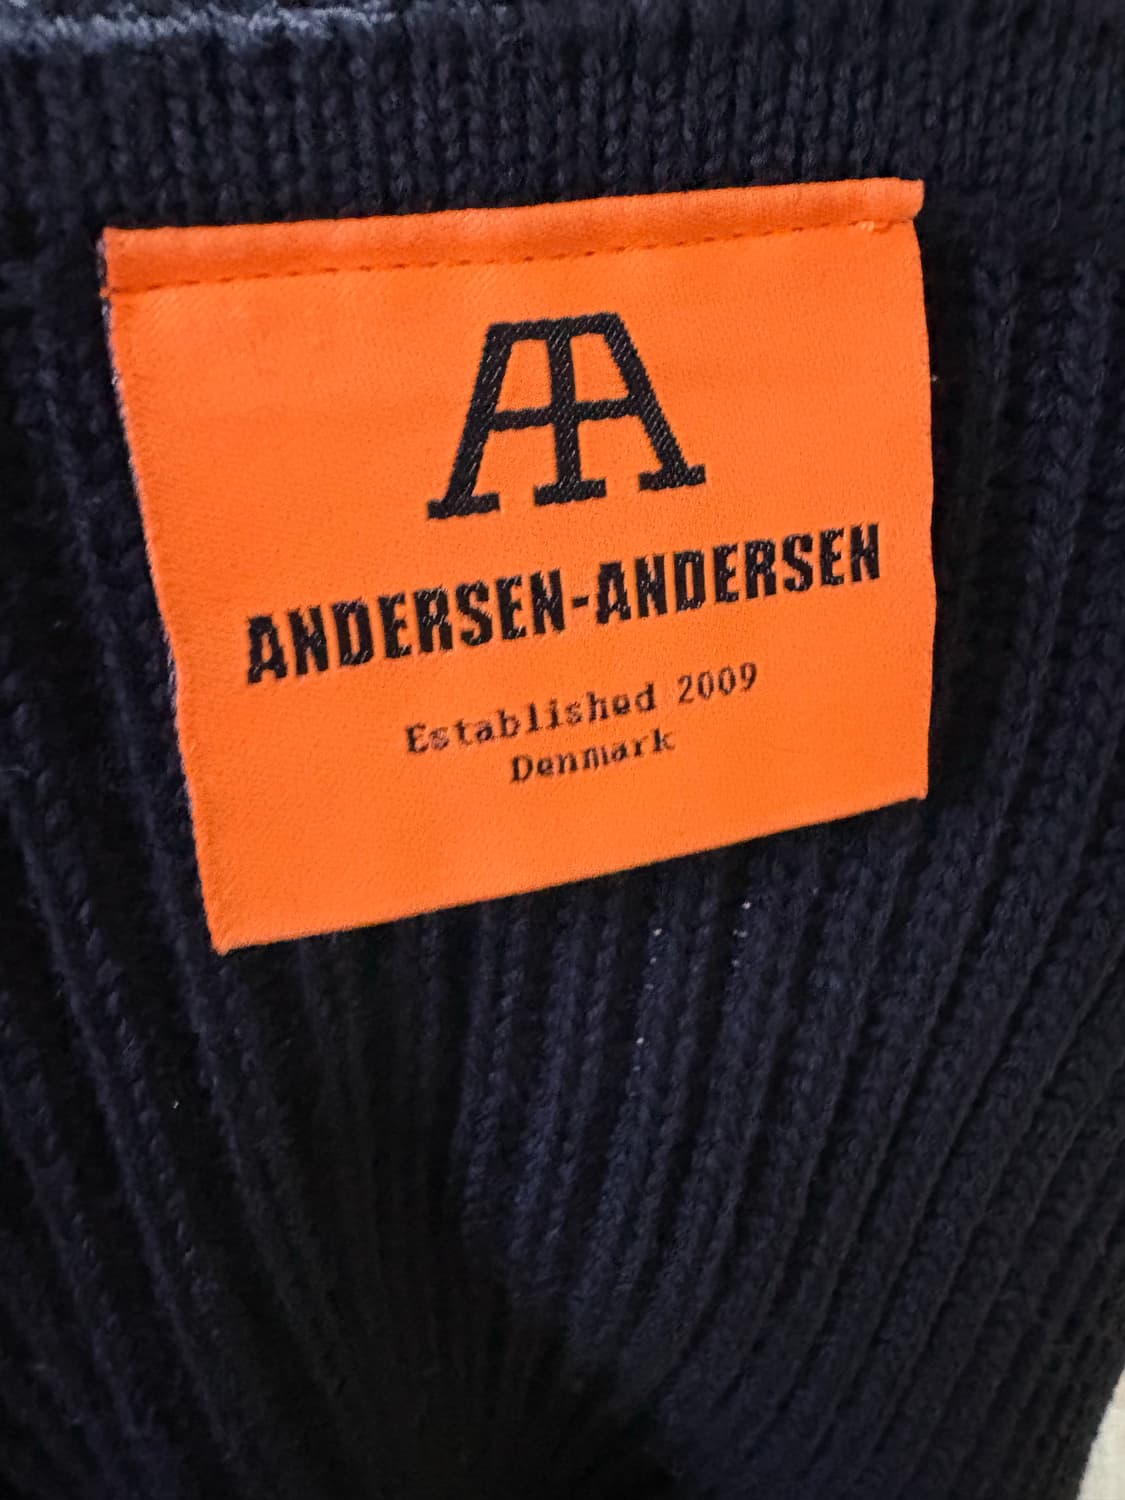 AA
ANDERSEN-ANDERSEN
Established 2009
Denmark